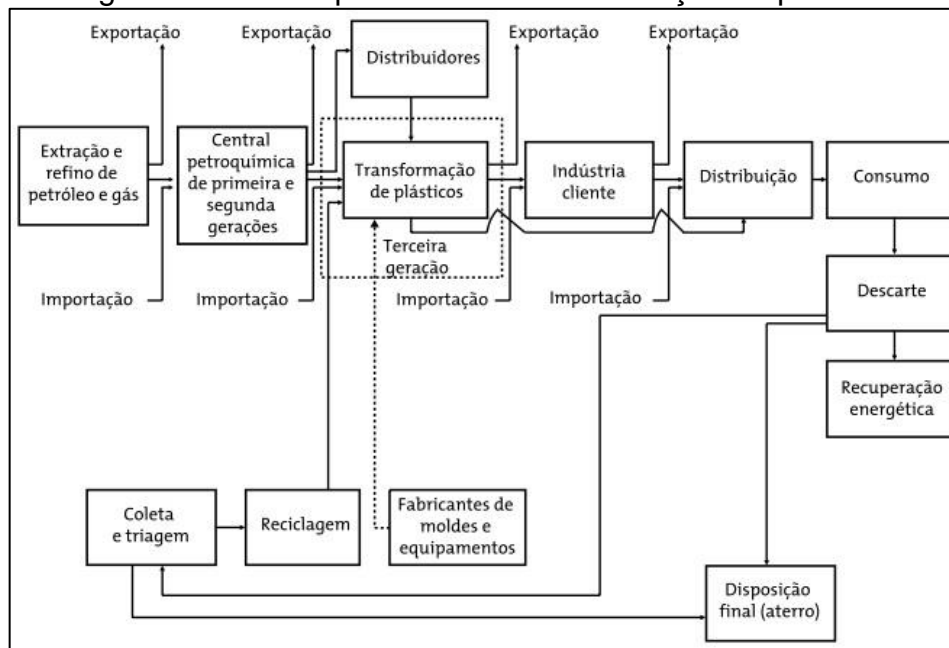 Exportação
Exportação
Distribuidores
Exportação
Exportação
Extração e
refino de
petróleo e gás
Central
petroquímica
de primeira e
segunda
gerações
Transformação
de plásticos
Indústria
cliente
Distribuição
Consumo
Terceira
geração
Importação
Importação
Importação
Importação
Descarte
Recuperação
energética
Coleta
e triagem
Reciclagem
Fabricantes de
moldes e
equipamentos
Disposição
final (aterro)